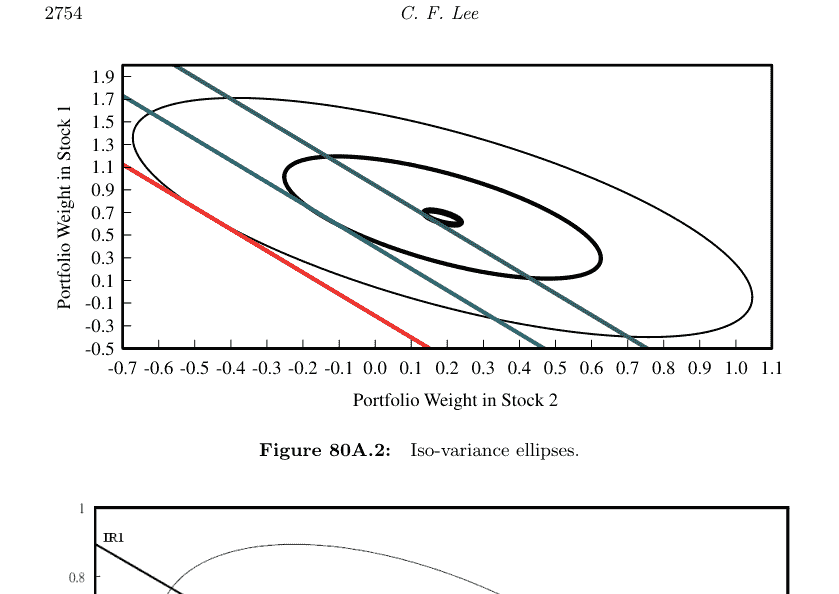 2754
C. F. Lee
Portfolio Weight in Stock 1
1.9
1.7
1.5
1.3
1.1
0.9
0.7
0.5
0.3
0.1
-0.1
-0.3
-0.5
-0.7 -0.6 -0.5 -0.4 -0.3 -0.2 -0.1 0.0 0.1 0.2 0.3 0.4 0.5 0.6 0.7 0.8 0.9 1.0 1.1
Portfolio Weight in Stock 2
Figure 80A.2: Iso-variance ellipses.
1
IR1
0.8